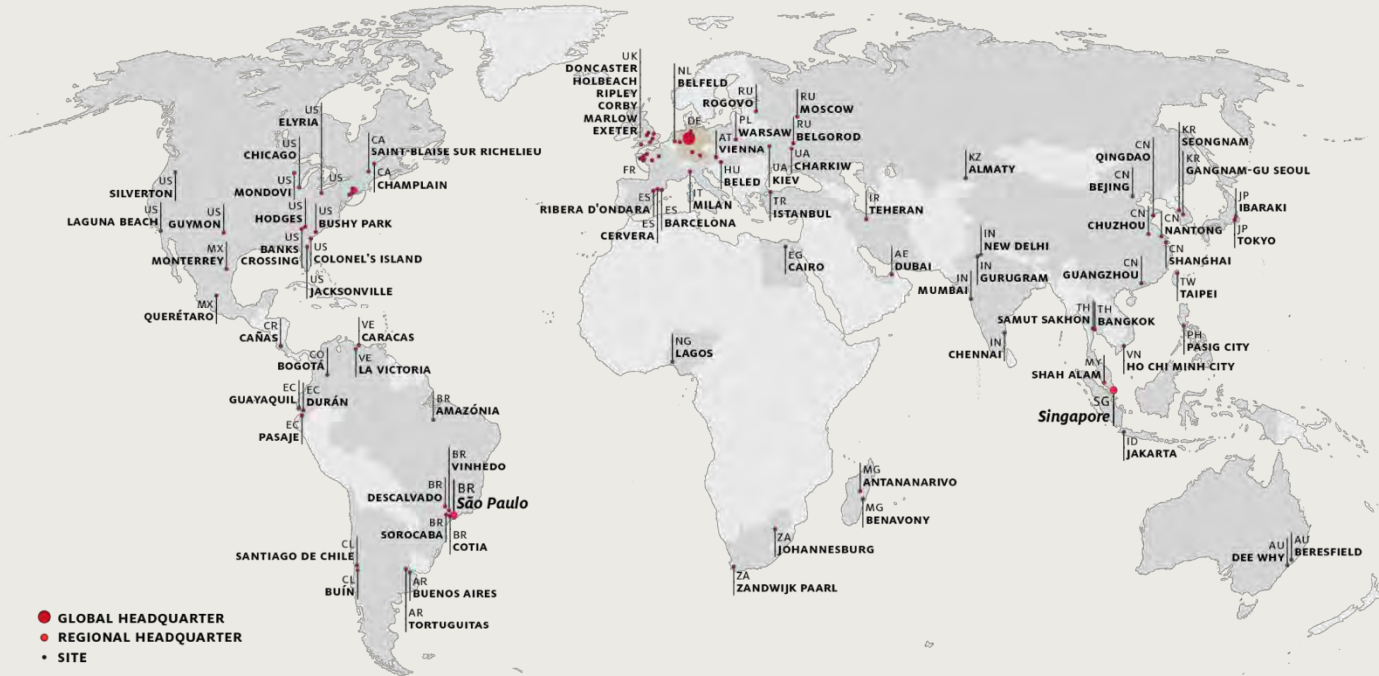 UK
DONCASTER
HOLBEACH
RIPLEY
CORBY
MARLOW
EXETER
NL
BELFELD
RU
ROGOVO
RU
MOSCOW
DE
PL
WARSAW
RU
BELGOROD
AT
VIENNA
UA
CHARKIW
FR
HU
BELED
UA
KIEV
IT
MILAN
TR
ISTANBUL
ES
RIBERA D'ONDARA
ES
BARCELONA
ES
CERVERA
US
ELYRIA
US
CHICAGO
CA
SAINT-BLAISE SUR RICHELIEU
CA
CHAMPLAIN
US
US
MONDOVI
US
SILVERTON
US
LAGUNA BEACH
US
GUYMON
US
HODGES
US
BUSHY PARK
US
BANKS
CROSSING
US
COLONEL'S ISLAND
US
JACKSONVILLE
MX
MONTERREY
MX
QUERÉTARO
CR
CAÑAS
VE
CARACAS
VE
LA VICTORIA
CO
BOGOTÁ
EC
GUAYAQUIL
EC
DURÁN
EC
PASAJE
BR
AMAZÓNIA
BR
VINHEDO
BR
DESCALVADO
BR
São Paulo
BR
SOROCABA
BR
COTIA
CL
SANTIAGO DE CHILE
CL
BUÍN
AR
BUENOS AIRES
AR
TORTUGUITAS
EG
CAIRO
NG
LAGOS
MG
ANTANANARIVO
MG
BENAVONY
ZA
JOHANNESBURG
ZA
ZANDWIJK PAARL
IR
TEHERAN
AE
DUBAI
KZ
ALMATY
IN
NEW DELHI
IN
GURUGRAM
IN
MUMBAI
IN
CHENNAI
CN
QINGDAO
KR
SEONGNAM
KR
GANGNAM-GU SEOUL
CN
BEJING
JP
IBARAKI
JP
TOKYO
CN
CHUZHOU
CN
NANTONG
CN
SHANGHAI
CN
GUANGZHOU
TW
TAIPEI
TH
SAMUT SAKHON
TH
BANGKOK
PH
PASIG CITY
VN
HO CHI MINH CITY
MY
SHAH ALAM
SG
Singapore
ID
JAKARTA
AU
DEE WHY
AU
BERESFIELD
GLOBAL HEADQUARTER
REGIONAL HEADQUARTER
SITE